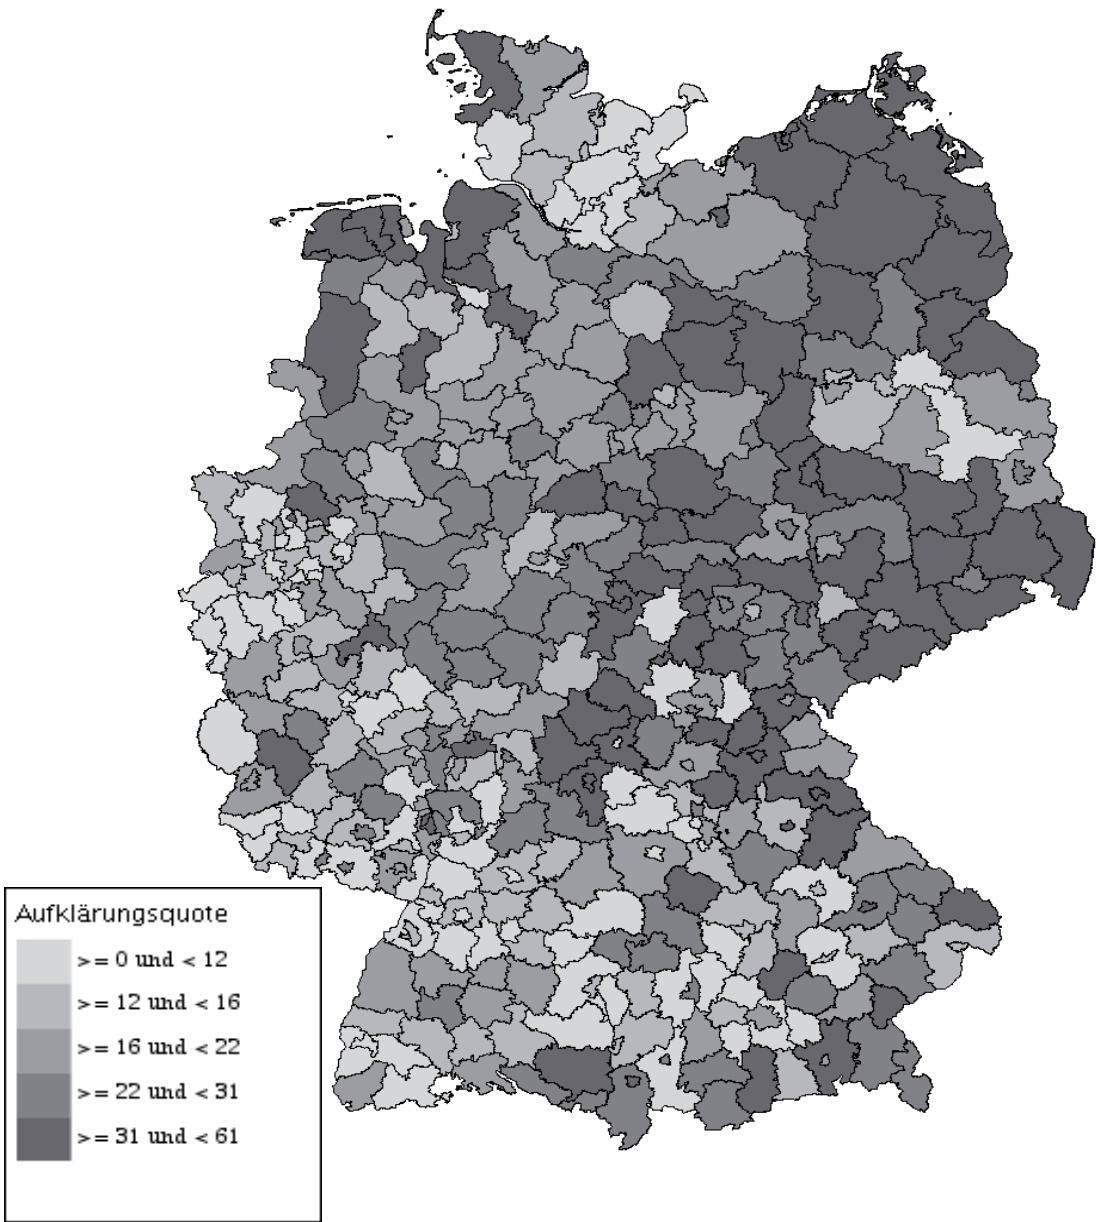 Aufklärungsquote
>= 0 und < 12
>= 12 und < 16
>= 16 und < 22
>= 22 und < 31
>= 31 und < 61